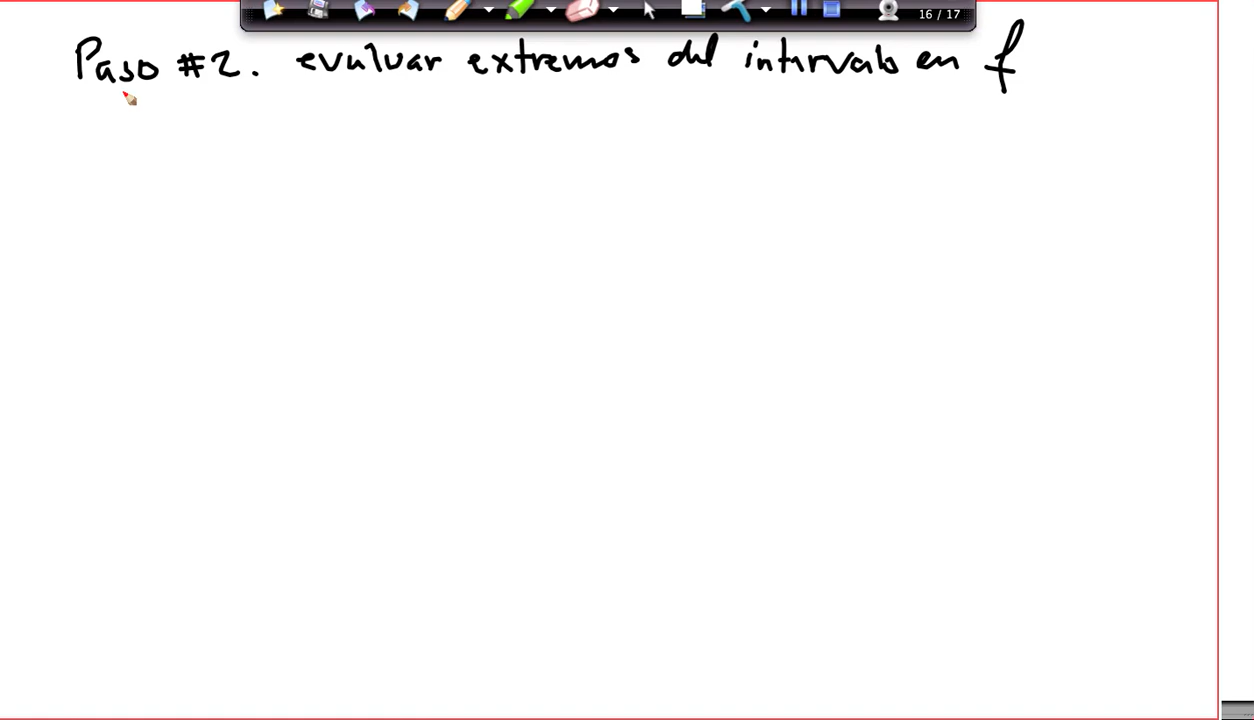 16 / 17
Paso #2. evaluar extremos del intervalo en f